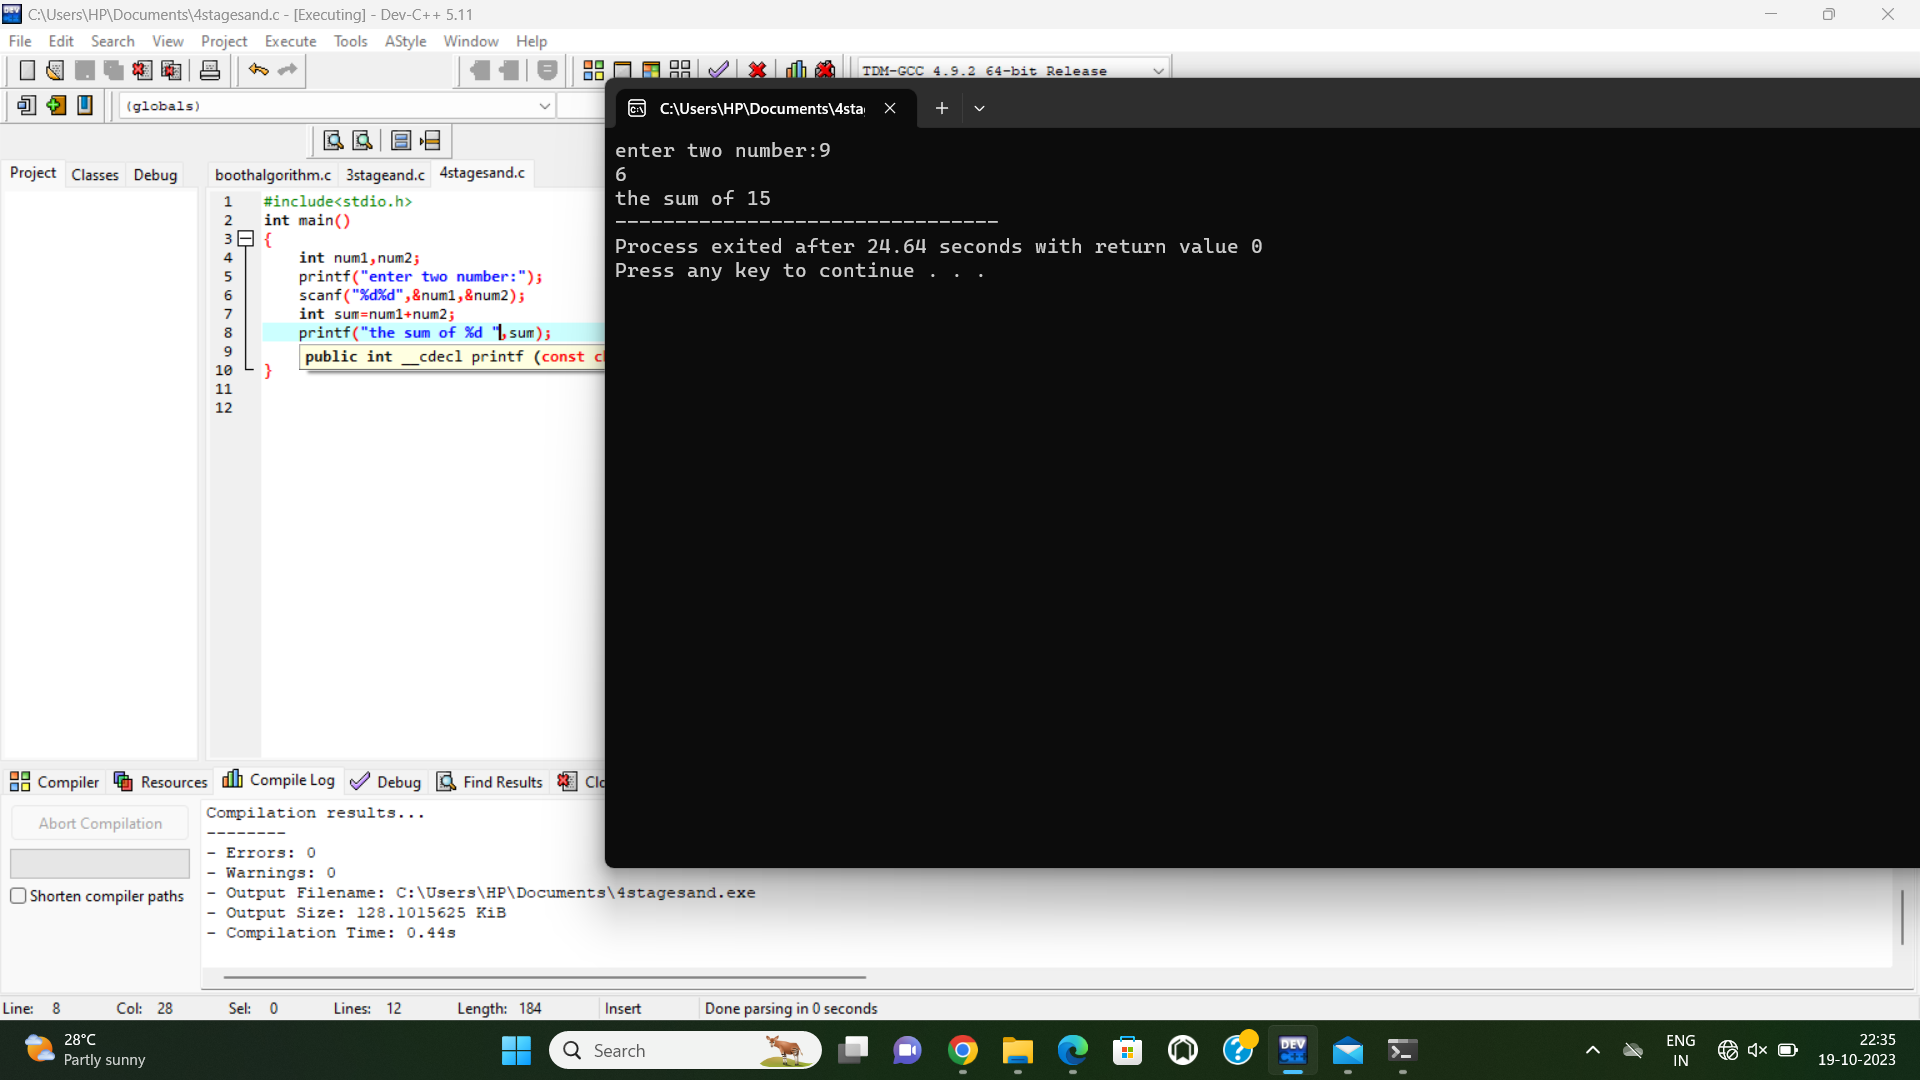 C:\Users\HP\Documents\4stagesand.c - [Executing] - Dev-C++ 5.11
File Edit Search View Project Execute Tools AStyle Window Help
TDM-GCC 4.9.2 64-bit Release
(globals)
Project Classes Debug
boothalgorithm.c 3stageand.c 4stagesand.c
1 #include<stdio.h>
2 int main()
3 {
4 int num1,num2;
5 printf("enter two number:");
6 scanf("%d%d",&num1,&num2);
7 int sum=num1+num2;
8 printf("the sum of %d ",sum);
9
public int __cdecl printf (const
10 }
11
12
C:\Users\HP\Documents\4sta
enter two number:9
6
the sum of 15
--------------------------------
Process exited after 24.64 seconds with return value 0
Press any key to continue . . .
Compiler Resources Compile Log Debug Find Results
Abort Compilation
Shorten compiler paths
Compilation results...
--------
- Errors: 0
- Warnings: 0
- Output Filename: C:\Users\HP\Documents\4stagesand.exe
- Output Size: 128.1015625 KiB
- Compilation Time: 0.44s
Line: 8 Col: 28 Sel: 0 Lines: 12 Length: 184 Insert Done parsing in 0 seconds
28°C
Partly sunny
Search
DEV C++
ENG
IN
22:35
19-10-2023